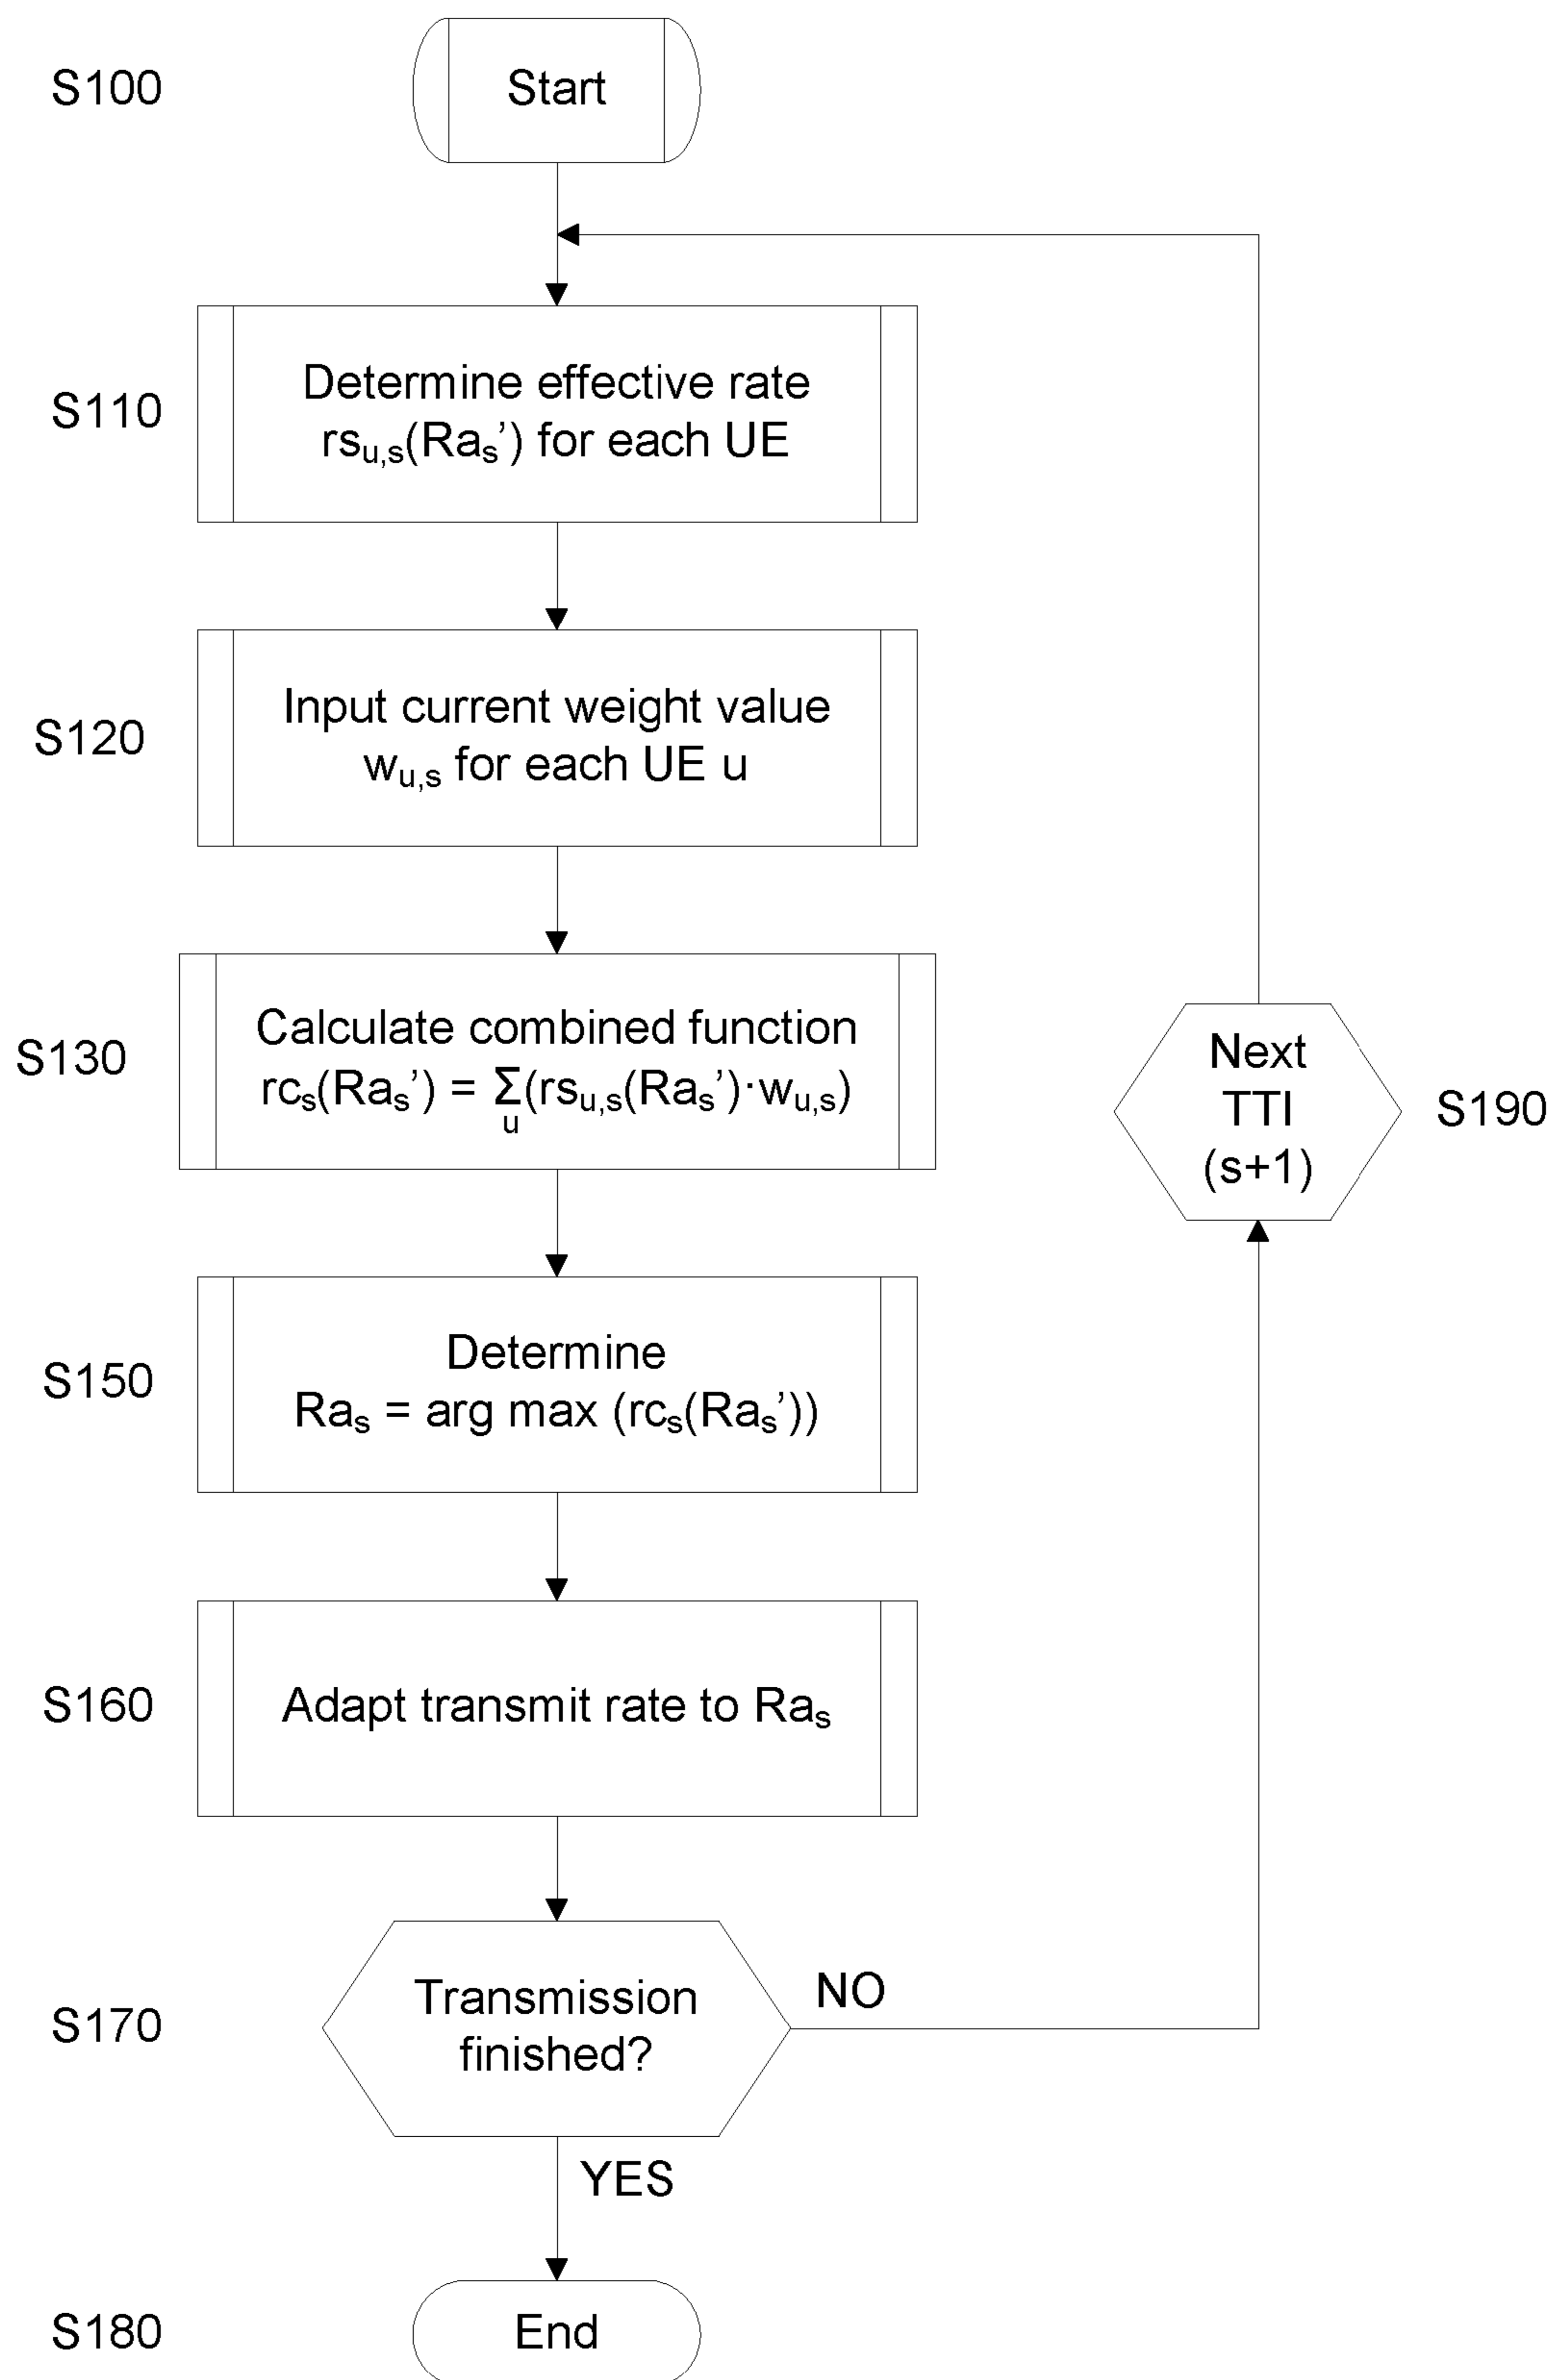 S100
Start
S110
Determine effective rate
rsu,s(Ras’) for each UE
S120
Input current weight value
wu,s for each UE u
S130
Calculate combined function
rcs(Ras’) = Σ(rsu,s(Ras’)·wu,s)
u
Next
TTI
(s+1)
S190
S150
Determine
Ras = arg max (rcs(Ras’))
S160
Adapt transmit rate to Ras
S170
Transmission
finished?
NO
YES
S180
End